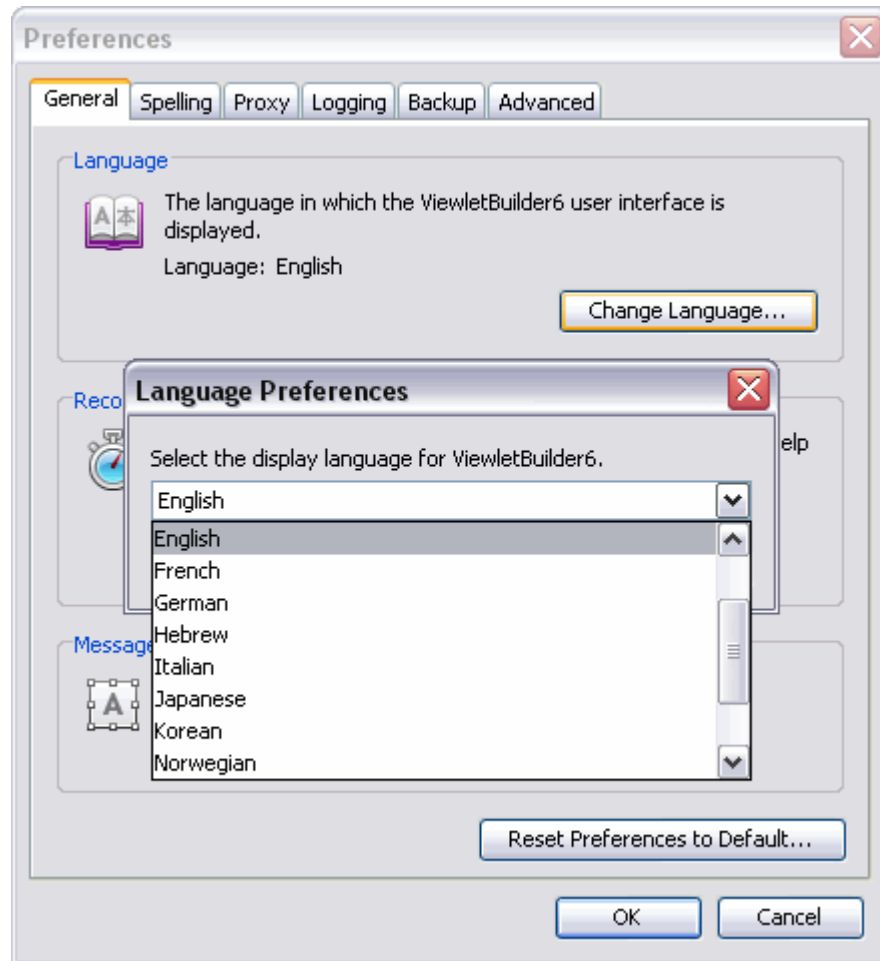 Preferences
General Spelling Proxy Logging Backup Advanced
Language
The language in which the ViewletBuilder6 user interface is
displayed.
Language: English
Change Language...
Reco
elp
Language Preferences
Select the display language for ViewletBuilder6.
English
English
French
German
Hebrew
Italian
Japanese
Korean
Norwegian
Message
A
Reset Preferences to Default...
OK Cancel